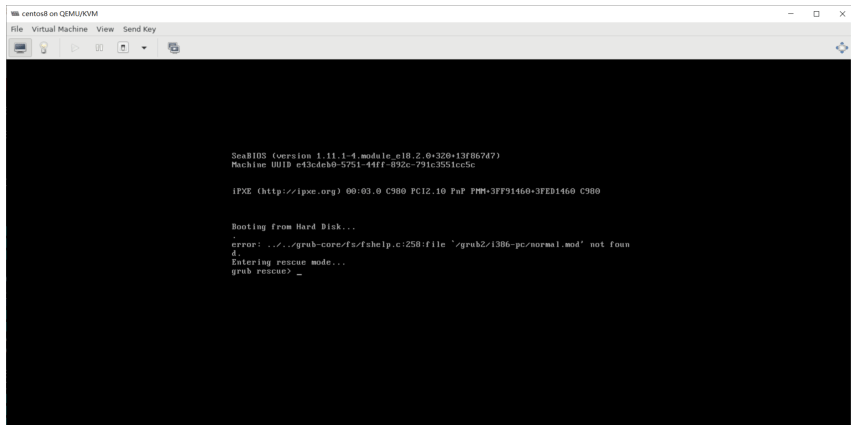 centos8 on QEMU/KVM
File Virtual Machine View Send Key
SeaBIOS (version 1.11.1-4.module_el8.2.0+320+13f867d7)
Machine UUID e43cdeb0-5751-44ff-892c-791c3551cc5c
iPXE (http://ipxe.org) 00:03.0 C980 PCI2.10 PnP PMM+3FF91460+3FED1460 C980
Booting from Hard Disk...
.
error: ../../grub-core/fs/fshelp.c:258:file `/grub2/i386-pc/normal.mod' not foun
d.
Entering rescue mode...
grub rescue> _